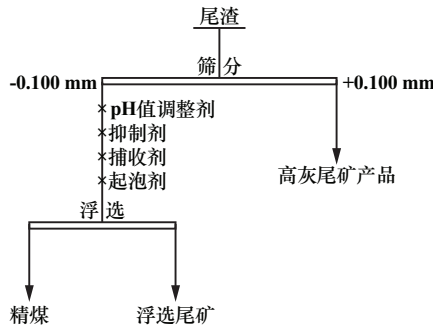 尾渣
筛分
-0.100 mm
+0.100 mm
pH值调整剂
抑制剂
捕收剂
起泡剂
高灰尾矿产品
浮选
精煤
浮选尾矿